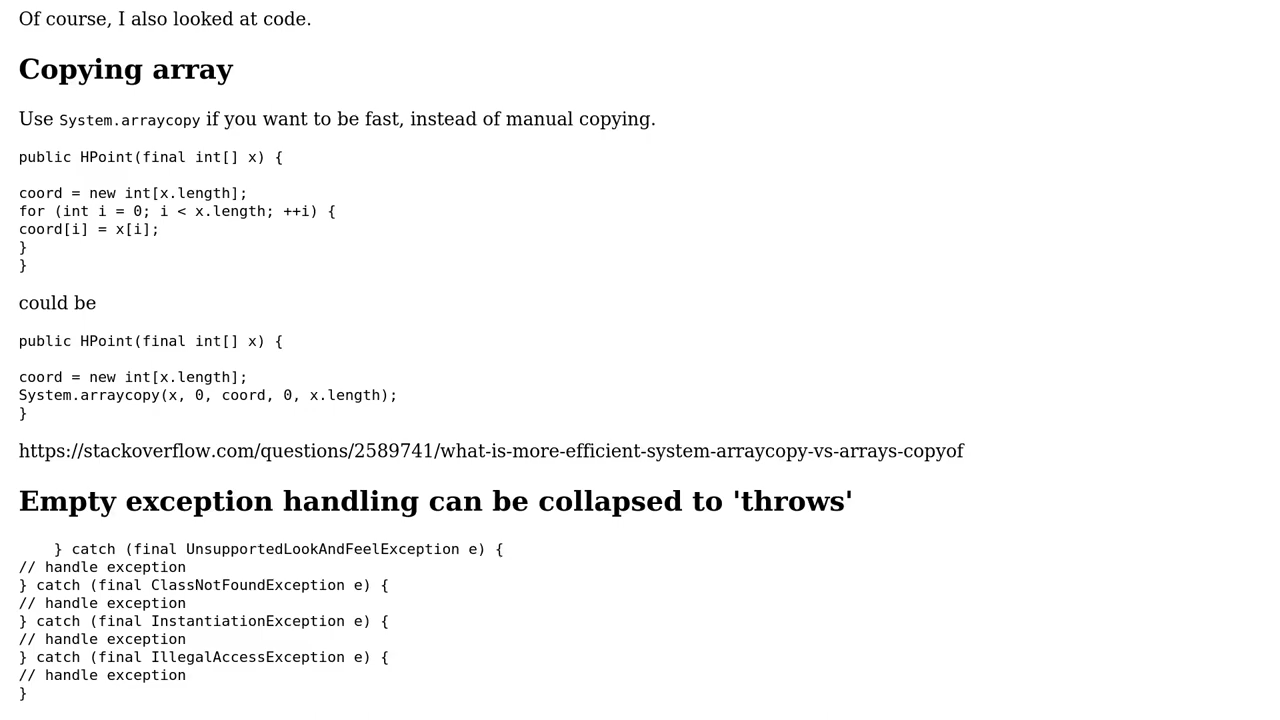 Of course, I also looked at code.
Copying array
Use System.arraycopy if you want to be fast, instead of manual copying.
public HPoint(final int[] x) {
coord = new int[x.length];
for (int i = 0; i < x.length; ++i) {
coord[i] = x[i];
}
}
could be
public HPoint(final int[] x) {
coord = new int[x.length];
System.arraycopy(x, 0, coord, 0, x.length);
}
https://stackoverflow.com/questions/2589741/what-is-more-efficient-system-arraycopy-vs-arrays-copyof
Empty exception handling can be collapsed to 'throws'
    } catch (final UnsupportedLookAndFeelException e) {
// handle exception
} catch (final ClassNotFoundException e) {
// handle exception
} catch (final InstantiationException e) {
// handle exception
} catch (final IllegalAccessException e) {
// handle exception
}